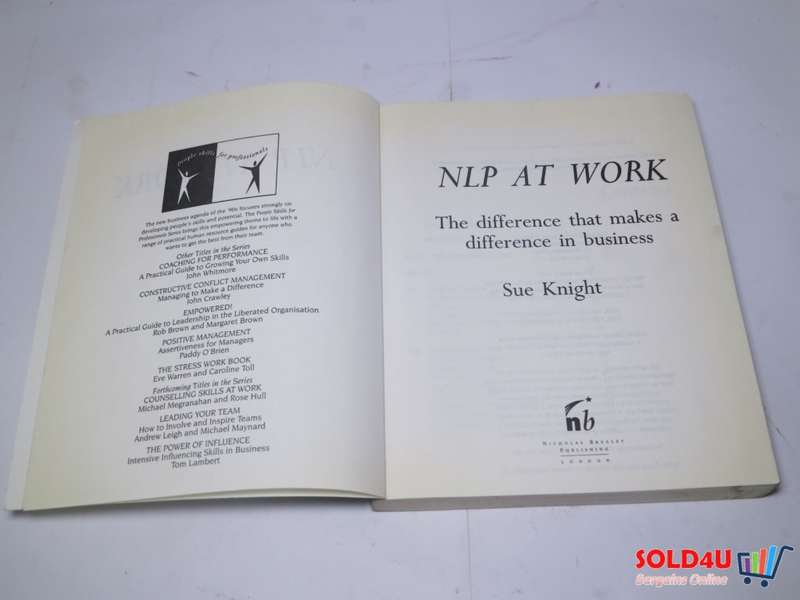 people skills for professionals
The new business agenda of the '90s focuses strongly on
developing people's skills and potential. The People Skills for
Professionals Series brings this empowering theme to life with a
range of practical human resource guides for anyone who
wants to get the best from their team.
Other Titles in the Series
COACHING FOR PERFORMANCE
A Practical Guide to Growing Your Own Skills
John Whitmore
CONSTRUCTIVE CONFLICT MANAGEMENT
Managing to Make a Difference
John Crawley
EMPOWERED!
A Practical Guide to Leadership in the Liberated Organisation
Rob Brown and Margaret Brown
POSITIVE MANAGEMENT
Assertiveness for Managers
Paddy O'Brien
THE STRESS WORK BOOK
Eve Warren and Caroline Toll
Forthcoming Titles in the Series
COUNSELLING SKILLS AT WORK
Michael Megranahan and Rose Hull
LEADING YOUR TEAM
How to Involve and Inspire Teams
Andrew Leigh and Michael Maynard
THE POWER OF INFLUENCE
Intensive Influencing Skills in Business
Tom Lambert
NLP AT WORK
The difference that makes a
difference in business
Sue Knight
nb
NICHOLAS BREALEY
PUBLISHING
LONDON
SOLD4U
Bargains Online